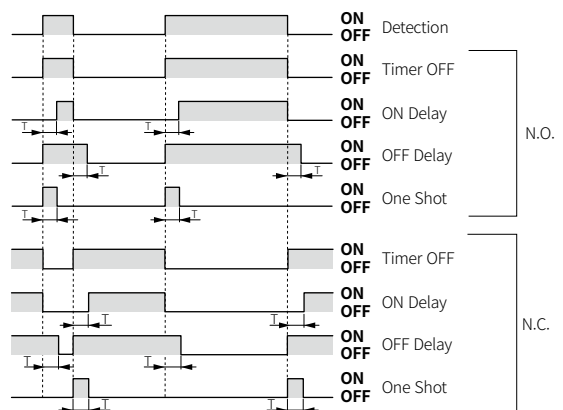 ON
OFF Detection
ON
OFF Timer OFF
ON
OFF ON Delay
T T
N.O.
ON
OFF OFF Delay
T T
ON
OFF One Shot
T T
ON
OFF Timer OFF
ON
OFF ON Delay
T T
N.C.
ON
OFF OFF Delay
T T
ON
OFF One Shot
T T